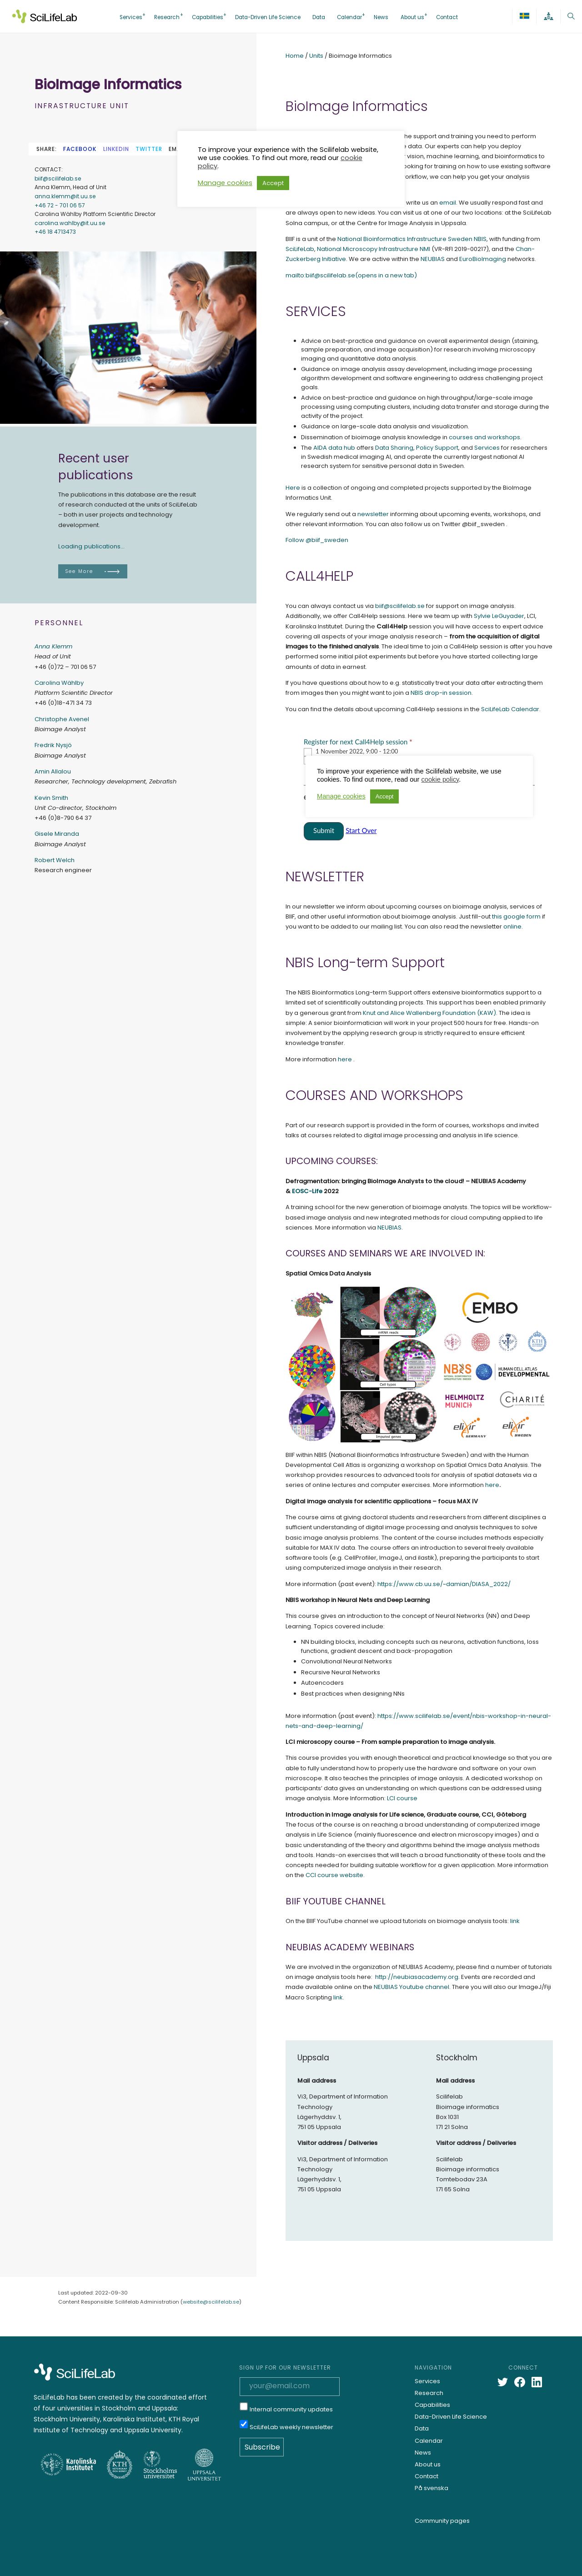 SciLifeLab
Services+ Research+ Capabilities+ Data-Driven Life Science Data Calendar+ News About us+ Contact
BioImage Informatics
INFRASTRUCTURE UNIT
SHARE: FACEBOOK LINKEDIN TWITTER EM
CONTACT:
biif@scilifelab.se
Anna Klemm, Head of Unit
anna.klemm@it.uu.se
+46 72 - 701 06 57
Carolina Wählby Platform Scientific Director
carolina.wahlby@it.uu.se
+46 18 4713473
Recent user
publications
The publications in this database are the result
of research conducted at the units of SciLifeLab
– both in user projects and technology
development.
Loading publications..
See More
PERSONNEL
Anna Klemm
Head of Unit
+46 (0)72 – 701 06 57
Carolina Wählby
Platform Scientific Director
+46 (0)18-471 34 73
Christophe Avenel
Bioimage Analyst
Fredrik Nysjö
Bioimage Analyst
Amin Allalou
Researcher, Technology development, Zebrafish
Kevin Smith
Unit Co-director, Stockholm
+46 (0)8-790 64 37
Gisele Miranda
Bioimage Analyst
Robert Welch
Research engineer
Home / Units / BioImage Informatics
BioImage Informatics
the support and training you need to perform
To improve your experience with the Scilifelab website,
we use cookies. To find out more, read our cookie
policy.
Manage cookies Accept
data. Our experts can help you deploy
vision, machine learning, and bioinformatics to
ooking for training on how to use existing
kflow, we can help you get your analysis
write us an email. We usually respond fast and
are always open to new ideas. You can visit us at one of our two locations: at the SciLifeLab
Solna campus, or at the Centre for Image Analysis in Uppsala.
BIIF is a unit of the National Bioinformatics Infrastructure Sweden NBIS, with funding from
SciLifeLab, National Microscopy Infrastructure NMI (VR-RFI 2019-00217), and the Chan-
Zuckerberg Initiative. We are active within the NEUBIAS and EuroBioImaging networks.
mailto:biif@scilifelab.se(opens in a new tab)
SERVICES
• Advice on best-practice and guidance on overall experimental design (staining,
sample preparation, and image acquisition) for research involving microscopy
imaging and quantitative data analysis.
• Guidance on image analysis assay development, including image processing
algorithm development and software engineering to address challenging project
goals.
• Advice on best-practice and guidance on high throughput/large-scale image
processing using computing clusters, including data transfer and storage during the
activity of the project.
• Guidance on large-scale data analysis and visualization.
• Dissemination of bioimage analysis knowledge in courses and workshops.
• The AIDA data hub offers Data Sharing, Policy Support, and Services for researchers
in Swedish medical imaging AI, and operate the currently largest national AI
research system for sensitive personal data in Sweden.
Here is a collection of ongoing and completed projects supported by the BioImage
Informatics Unit.
We regularly send out a newsletter informing about upcoming events, workshops, and
other relevant information. You can also follow us on Twitter @biif_sweden.
Follow @biif_sweden
CALL4HELP
You can always contact us via biif@scilifelab.se for support on image analysis.
Additionally, we offer Call4Help sessions. Here we team up with Sylvie LeGuyader, LCI,
Karolinska Institutet. During the Call4Help session you will have access to expert advice
covering all aspects of your image analysis research – from the acquisition of digital
images to the finished analysis. The ideal time to join a Call4Help session is after you have
performed some initial pilot experiments but before you have started collecting large
amounts of data in earnest.
If you have questions about how to e.g. statistically treat your data after extracting them
from images then you might want to join a NBIS drop-in session.
You can find the details about upcoming Call4Help sessions in the SciLifeLab Calendar.
Register for next Call4Help session *
1 November 2022, 9:00 - 12:00
To improve your experience with the Scilifelab website, we use
cookies. To find out more, read our cookie policy.
Manage cookies Accept
Submit Start Over
NEWSLETTER
In our newsletter we inform about upcoming courses on bioimage analysis, services of
BIIF, and other useful information about bioimage analysis. Just fill-out this google form if
you want to be added to our mailing list. You can also read the newsletter online.
NBIS Long-term Support
The NBIS Bioinformatics Long-term Support offers extensive bioinformatics support to a
limited set of scientifically outstanding projects. This support has been enabled primarily
by a generous grant from Knut and Alice Wallenberg Foundation (KAW). The idea is
simple: A senior bioinformatician will work in your project 500 hours for free. Hands-on
involvement by the applying research group is strictly required to ensure efficient
knowledge transfer.
More information here .
COURSES AND WORKSHOPS
Part of our research support is provided in the form of courses, workshops and invited
talks at courses related to digital image processing and analysis in life science.
UPCOMING COURSES:
Defragmentation: bringing BioImage Analysts to the cloud! – NEUBIAS Academy
& EOSC-Life 2022
A training school for the new generation of bioimage analysts. The topics will be workflow-
based image analysis and new integrated methods for cloud computing applied to life
sciences. More information via NEUBIAS.
COURSES AND SEMINARS WE ARE INVOLVED IN:
Spatial Omics Data Analysis
mRNA reads
Cell types
Imputed genes
EMBO
KTH
NBIS
HUMAN CELL ATLAS
DEVELOPMENTAL
HELMHOLTZ
MUNICH
CHARITÉ
elixir
GERMANY
elixir
SWEDEN
BIIF within NBIS (National Bioinformatics Infrastructure Sweden) and with the Human
Developmental Cell Atlas is organizing a workshop on Spatial Omics Data Analysis. The
workshop provides resources to advanced tools for analysis of spatial datasets via a
series of online lectures and computer exercises. More information here.
Digital image analysis for scientific applications – focus MAX IV
The course aims at giving doctoral students and researchers from different disciplines a
sufficient understanding of digital image processing and analysis techniques to solve
basic image analysis problems. The content of the course includes methods especially
suitable for MAX IV data. The course offers an introduction to several freely available
softwares (e.g. CellProfiler, ImageJ, and ilastik), preparing the participants to start
using computerized image analysis in their research.
More information (past event): https://www.cb.uu.se/~damian/DIASA_2022/
NBIS workshop in Neural Nets and Deep Learning
This course gives an introduction to the concept of Neural Networks (NN) and Deep
Learning. Topics covered include:
• NN building blocks, including concepts such as neurons, activation functions, loss
functions, gradient descent and back-propagation
• Convolutional Neural Networks
• Recursive Neural Networks
• Autoencoders
• Best practices when designing NNs
More information (past event): https://www.scilifelab.se/event/nbis-workshop-in-neural-
nets-and-deep-learning/
LCI microscopy course – From sample preparation to image analysis.
This course provides you with enough theoretical and practical knowledge so that you are
able to understand how to properly use the hardware and software on your own
microscope. It also teaches the principles of image anlaysis. A dedicated workshop on
participants' data gives an understanding on which questions can be addressed using
image analysis. More Information: LCI course
Introduction in Image analysis for Life science, Graduate course, CCI, Göteborg
The focus of the course is on reaching a broad understanding of computerized image
analysis in Life Science (mainly fluorescence and electron microscopy images) and a
basic understanding of the theory and algorithms behind the image analysis methods
and tools. Hands-on exercises will teach a broad functionality of these tools and the
concepts needed for building suitable workflow for a given application. More information
on the CCI course website.
BIIF YOUTUBE CHANNEL
On the BIIF YouTube channel we upload tutorials on bioimage analysis tools: link
NEUBIAS ACADEMY WEBINARS
We are involved in the organization of NEUBIAS Academy, please find a number of tutorials
on image analysis tools here : http://neubiasacademy.org. Events are recorded and
made available online on the NEUBIAS Youtube channel. There will also our ImageJ/Fiji
Macro Scripting link.
Uppsala
Mail address
Vi3, Department of Information
Technology
Lägerhyddsv. 1,
751 05 Uppsala
Visitor address / Deliveries
Vi3, Department of Information
Technology
Lägerhyddsv. 1,
751 05 Uppsala
Stockholm
Mail address
Scilifelab
Bioimage informatics
Box 1031
171 21 Solna
Visitor address / Deliveries
Scilifelab
Bioimage informatics
Tomtebodav 23A
171 65 Solna
Last updated: 2022-09-30
Content Responsible: Scilifelab Administration (website@scilifelab.se)
SciLifeLab
SciLifeLab has been created by the coordinated effort
of four universities in Stockholm and Uppsala:
Stockholm University, Karolinska Institutet, KTH Royal
Institute of Technology and Uppsala University.
Karolinska
Institutet
KTH
Stockholms
universitet
UPPSALA
UNIVERSITET
SIGN UP FOR OUR NEWSLETTER
your@email.com
Internal community updates
SciLifeLab weekly newsletter
Subscribe
NAVIGATION
Services
Research
Capabilities
Data-Driven Life Science
Data
Calendar
News
About us
Contact
På svenska
Community pages
CONNECT